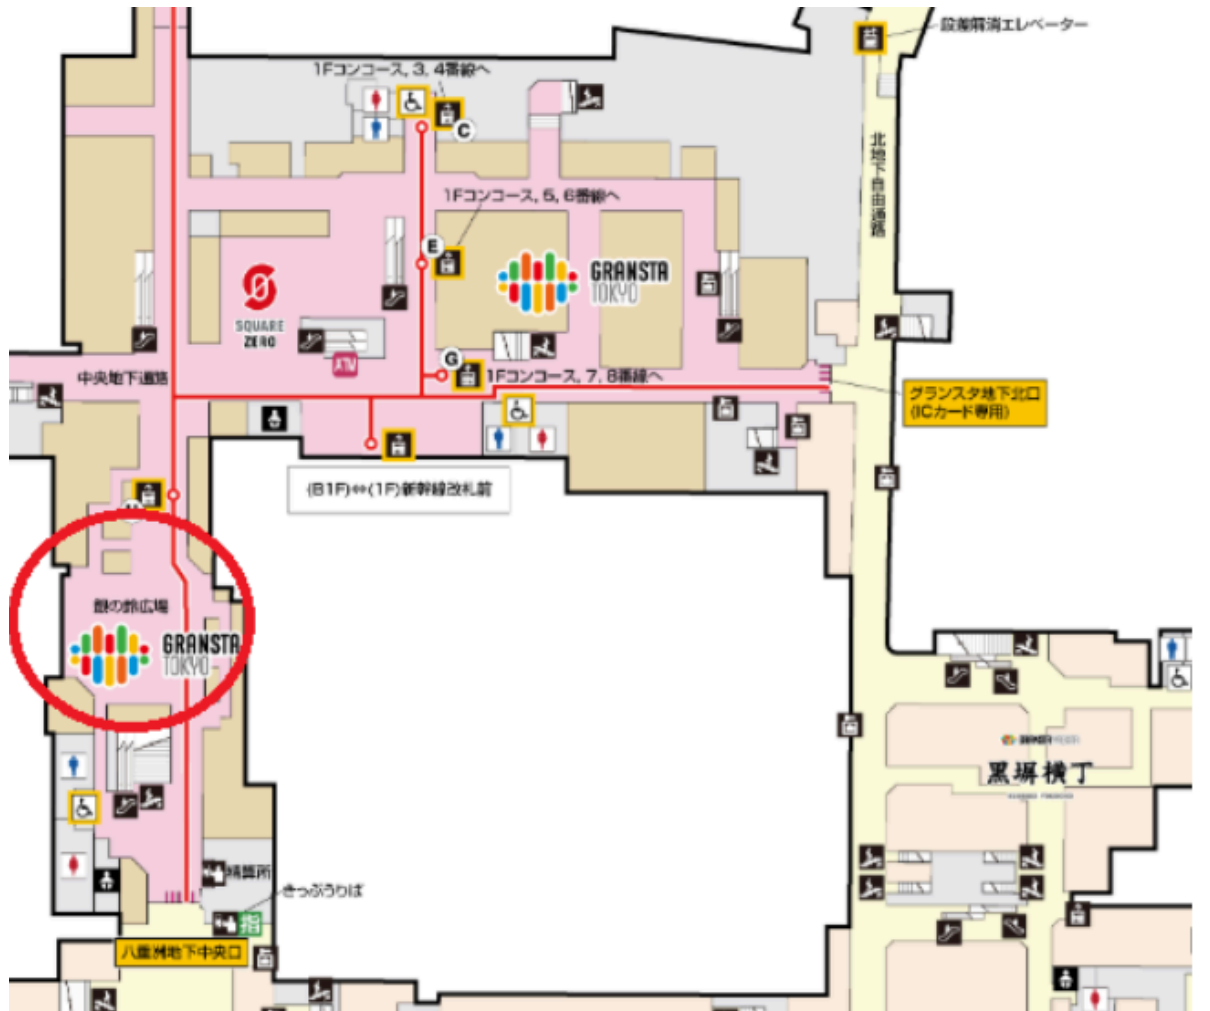 段差解消エレベーター
1Fコンコース, 3, 4番線へ
C
北地下自由通路
1Fコンコース, 5, 6番線へ
E
GRANSTA
TOKYO
SQUARE
ZERO
ATM
G
1Fコンコース, 7, 8番線へ
中央地下通路
グランスタ地下北口
(ICカード専用)
(B1F)⇔(1F)新幹線改札前
銀の鈴広場
GRANSTA
TOKYO
黒塀横丁
精算所
きっぷうりば
指
八重洲地下中央口